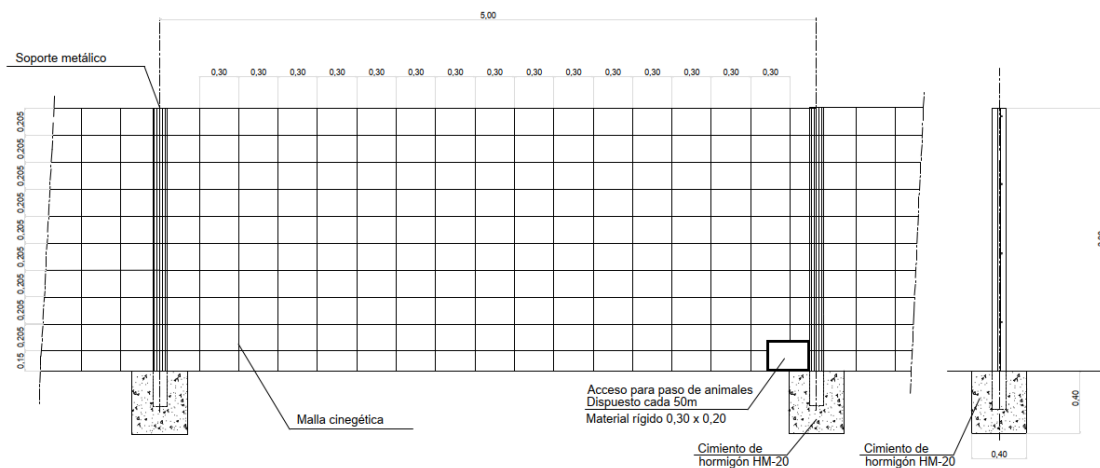 5,00
Soporte metálico
0,30 0,30 0,30 0,30 0,30 0,30 0,30 0,30 0,30 0,30 0,30 0,30 0,30 0,30 0,30
0,205
0,205
0,205
0,205
0,205
0,205
0,205
0,205
0,205
0,15
Malla cinegética
Acceso para paso de animales
Dispuesto cada 50m
Material rígido 0,30 x 0,20
Cimiento de
hormigón HM-20
Cimiento de
hormigón HM-20
0,40
0,40